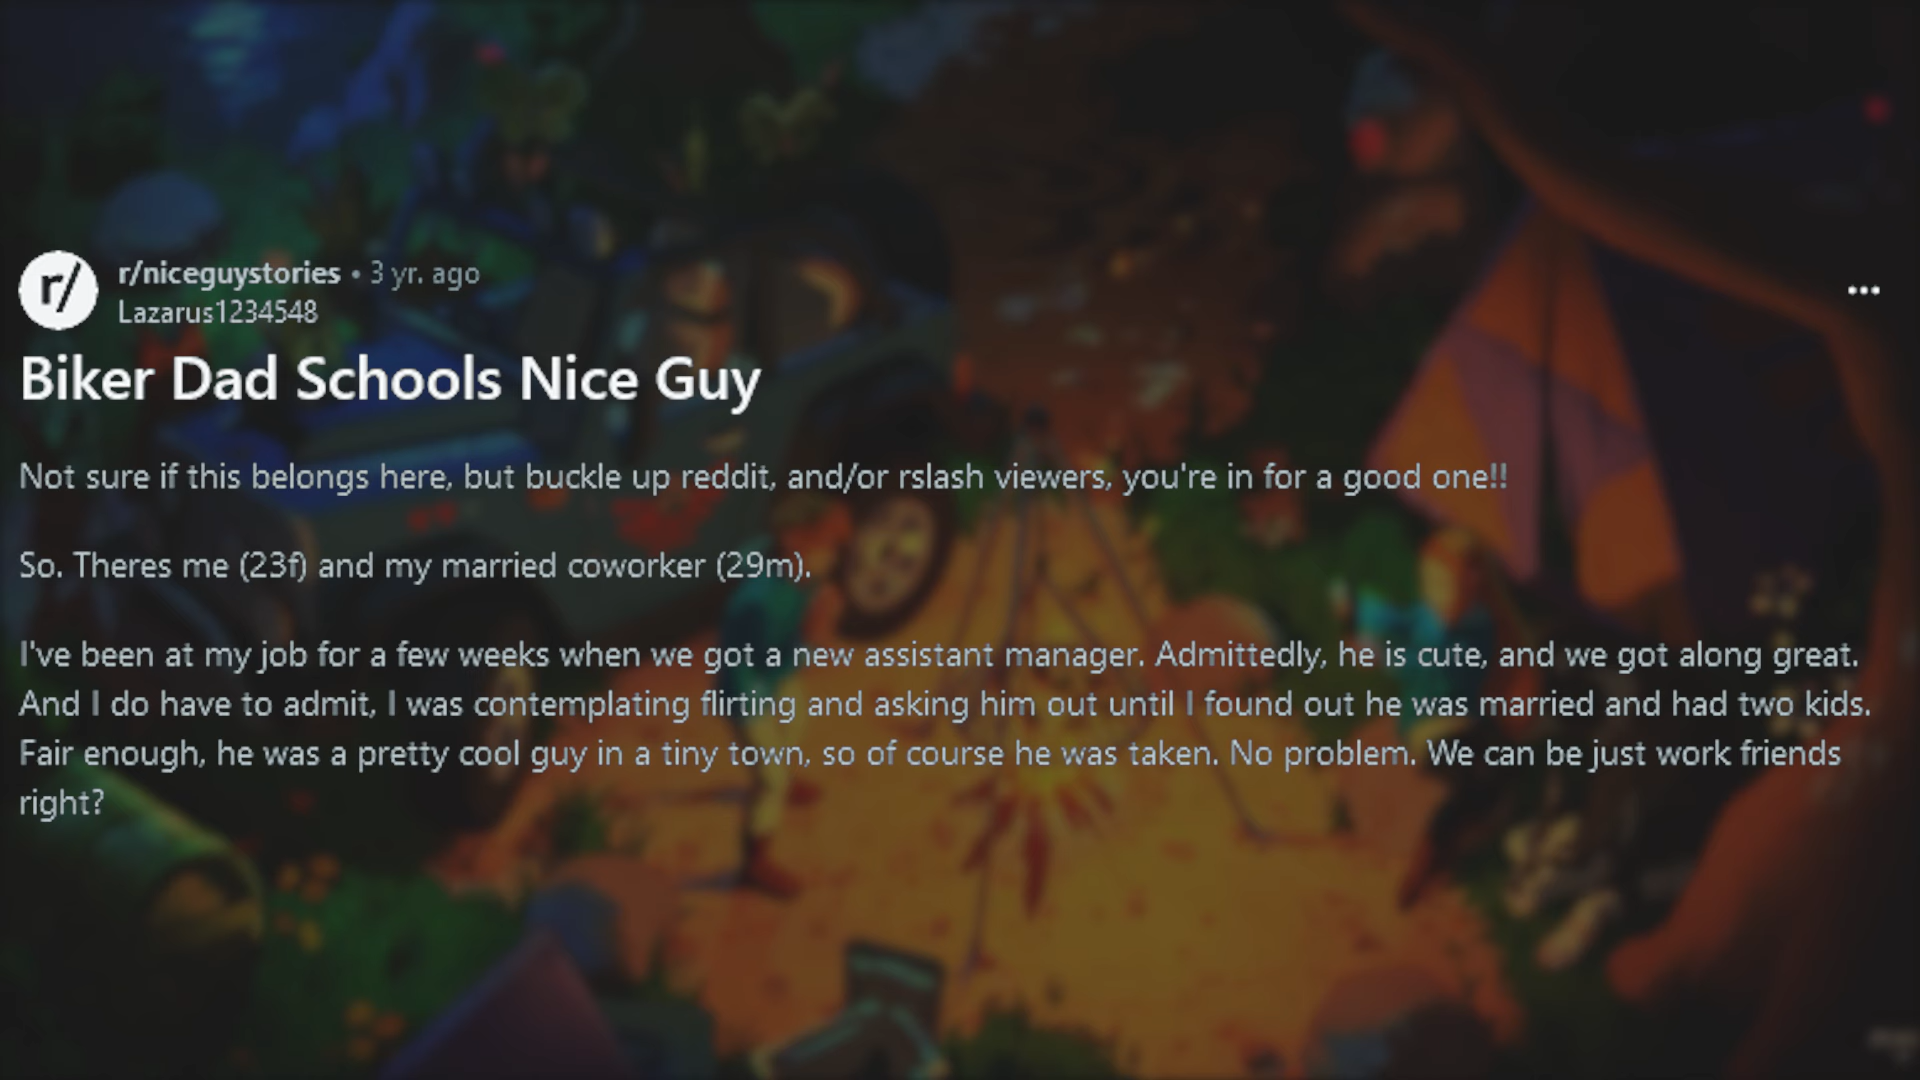 r/
r/niceguystories • 3 yr. ago
Lazarus1234548
Biker Dad Schools Nice Guy
Not sure if this belongs here, but buckle up reddit, and/or rslash viewers, you're in for a good one!!
So. Theres me (23f) and my married coworker (29m).
I've been at my job for a few weeks when we got a new assistant manager. Admittedly, he is cute, and we got along great.
And I do have to admit, I was contemplating flirting and asking him out until I found out he was married and had two kids.
Fair enough, he was a pretty cool guy in a tiny town, so of course he was taken. No problem. We can be just work friends
right?